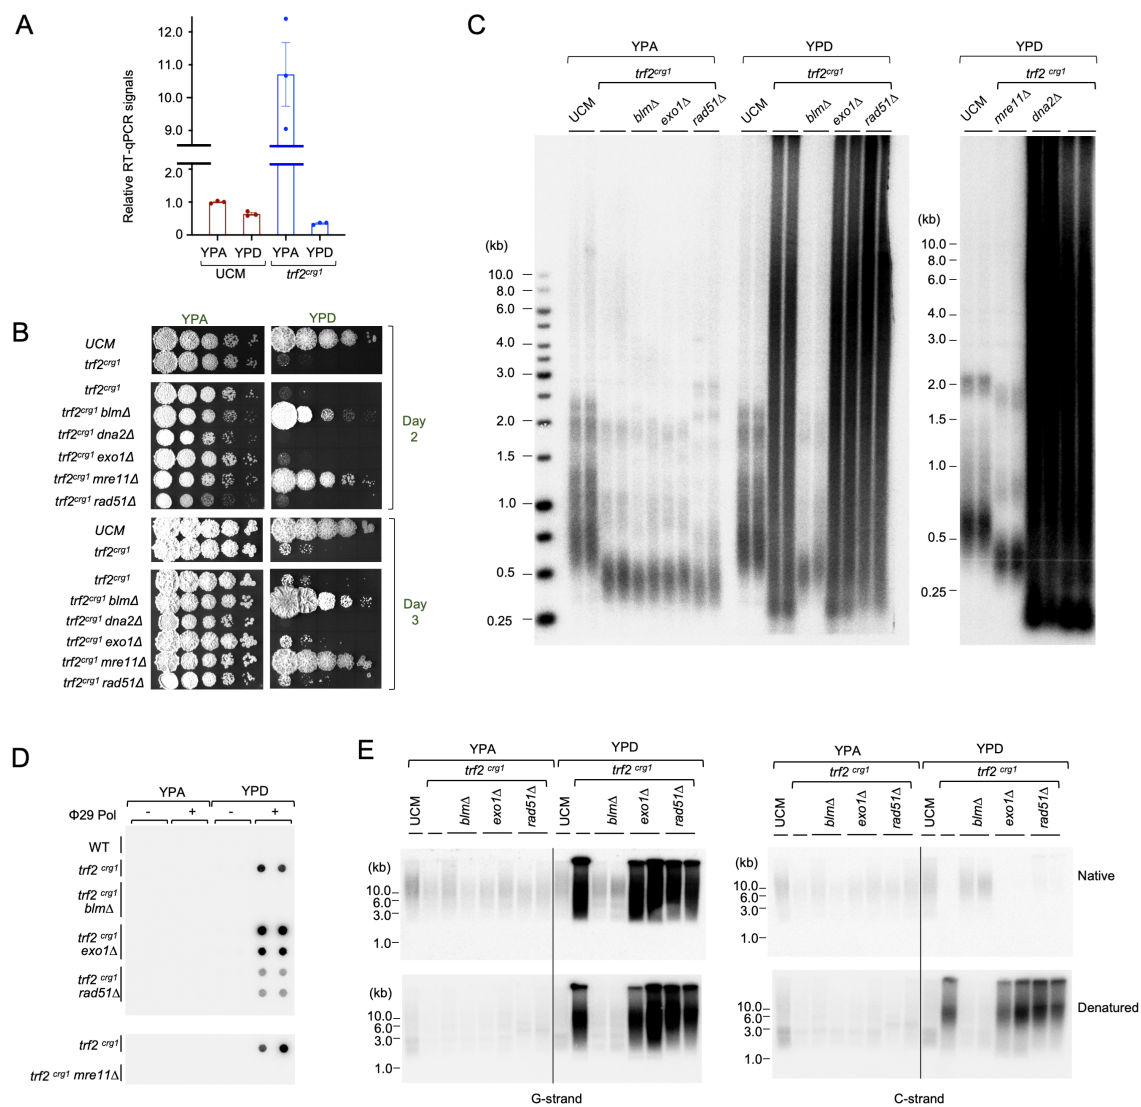 A
Relative RT-qPCR signals
12.0
11.0
10.0
9.0
2.0
1.0
0
YPA YPD YPA YPD
UCM trf2crg1
B
YPA YPD
UCM
trf2crg1
trf2crg1
trf2crg1 blmΔ
trf2crg1 dna2Δ
trf2crg1 exo1Δ
trf2crg1 mre11Δ
trf2crg1 rad51Δ
Day
2
UCM
trf2crg1
trf2crg1
trf2crg1 blmΔ
trf2crg1 dna2Δ
trf2crg1 exo1Δ
trf2crg1 mre11Δ
trf2crg1 rad51Δ
Day
3
C
YPA YPD YPD
trf2crg1 trf2crg1 trf2 crg1
UCM blmΔ exo1Δ rad51Δ UCM blmΔ exo1Δ rad51Δ UCM mre11Δ dna2Δ
(kb)
10.0
8.0
6.0
4.0
3.0
2.0
1.5
1.0
0.5
0.25
(kb)
10.0
8.0
6.0
4.0
3.0
2.0
1.5
1.0
0.5
0.25
D
YPA YPD
Φ29 Pol - + - +
WT
trf2 crg1
trf2 crg1
blmΔ
trf2 crg1
exo1Δ
trf2 crg1
rad51Δ
trf2 crg1
trf2 crg1 mre11Δ
E
YPA YPD
trf2 crg1 trf2 crg1
UCM blmΔ exo1Δ rad51Δ UCM blmΔ exo1Δ rad51Δ
(kb)
10.0
6.0
3.0
1.0
(kb)
10.0
6.0
3.0
1.0
G-strand
YPA YPD
trf2 crg1 trf2 crg1
UCM blmΔ exo1Δ rad51Δ UCM blmΔ exo1Δ rad51Δ
(kb)
10.0
6.0
3.0
1.0
Native
10.0
6.0
3.0
1.0
Denatured
C-strand